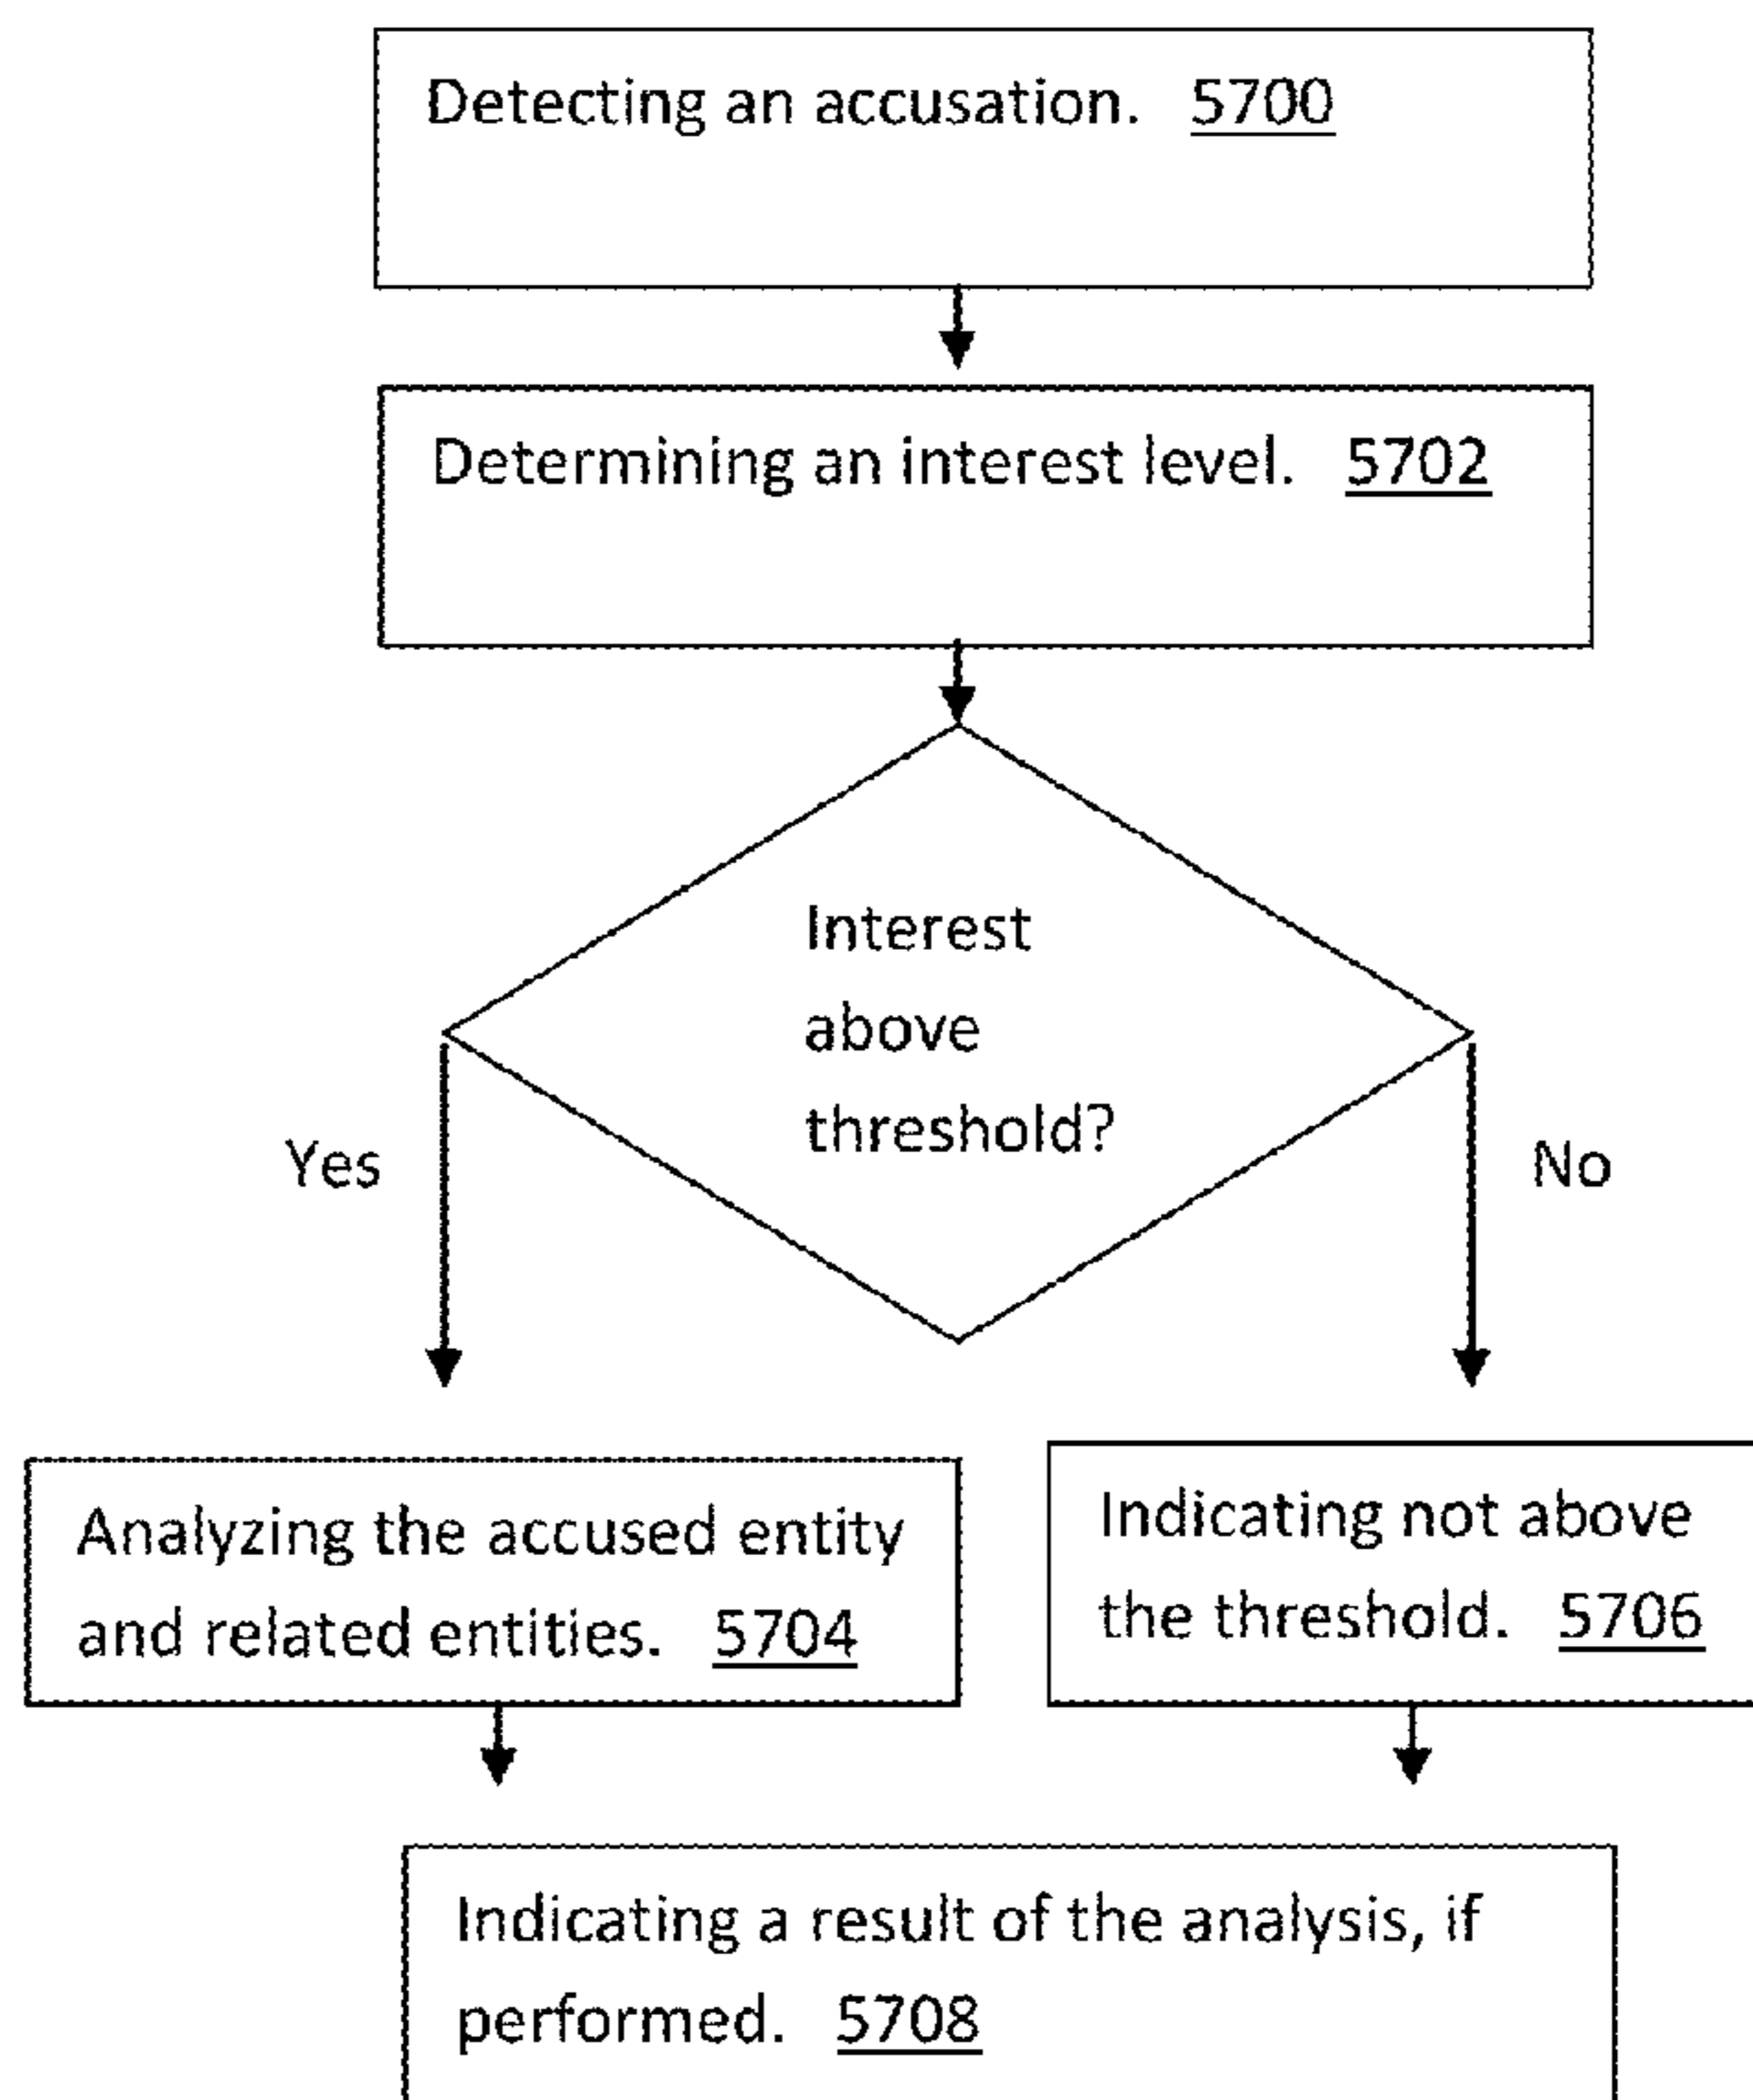 Detecting an accusation. 5700
Determining an interest level. 5702
Interest
above
threshold?
Yes
No
Analyzing the accused entity
and related entities. 5704
Indicating not above
the threshold. 5706
Indicating a result of the analysis, if
performed. 5708